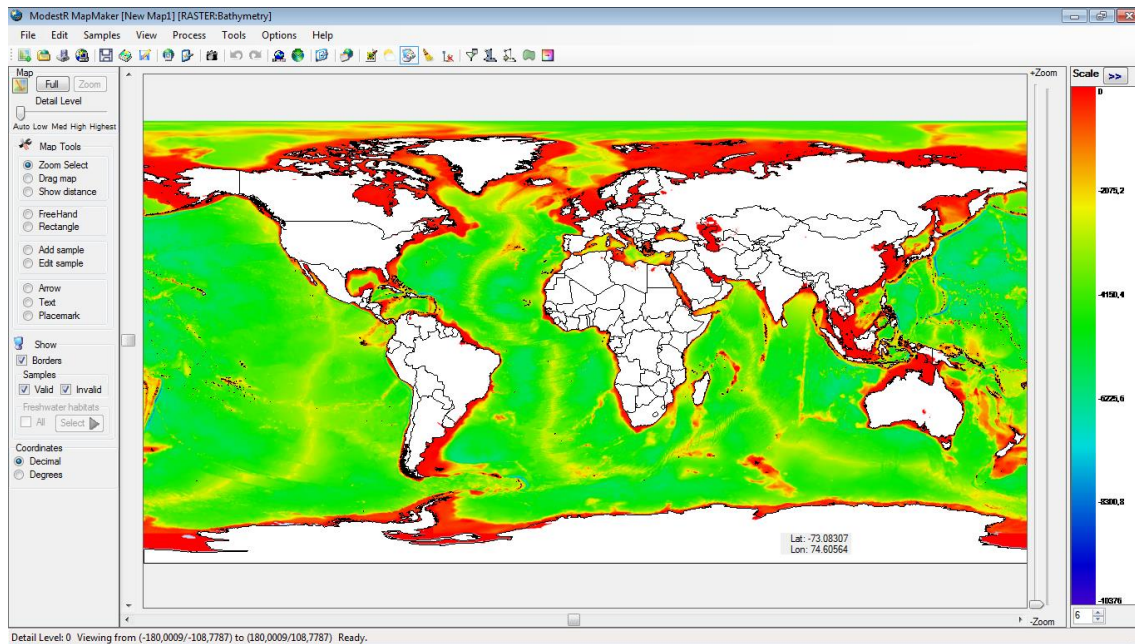 ModestR MapMaker [New Map1] [RASTER:Bathymetry]
File Edit Samples View Process Tools Options Help
Map
Full Zoom
Detail Level
Auto Low Med High Highest
Map Tools
Zoom Select
Drag map
Show distance
FreeHand
Rectangle
Add sample
Edit sample
Arrow
Text
Placemark
Show
Borders
Samples
Valid Invalid
Freshwater habitats
All Select
Coordinates
Decimal
Degrees
Lat: -73.08307
Lon: 74.60564
+Zoom
-Zoom
Scale >>
0
-2075,2
-4150,4
-6225,6
-8300,8
-10376
6
Detail Level: 0 Viewing from (-180,0009/-108,7787) to (180,0009/108,7787) Ready.